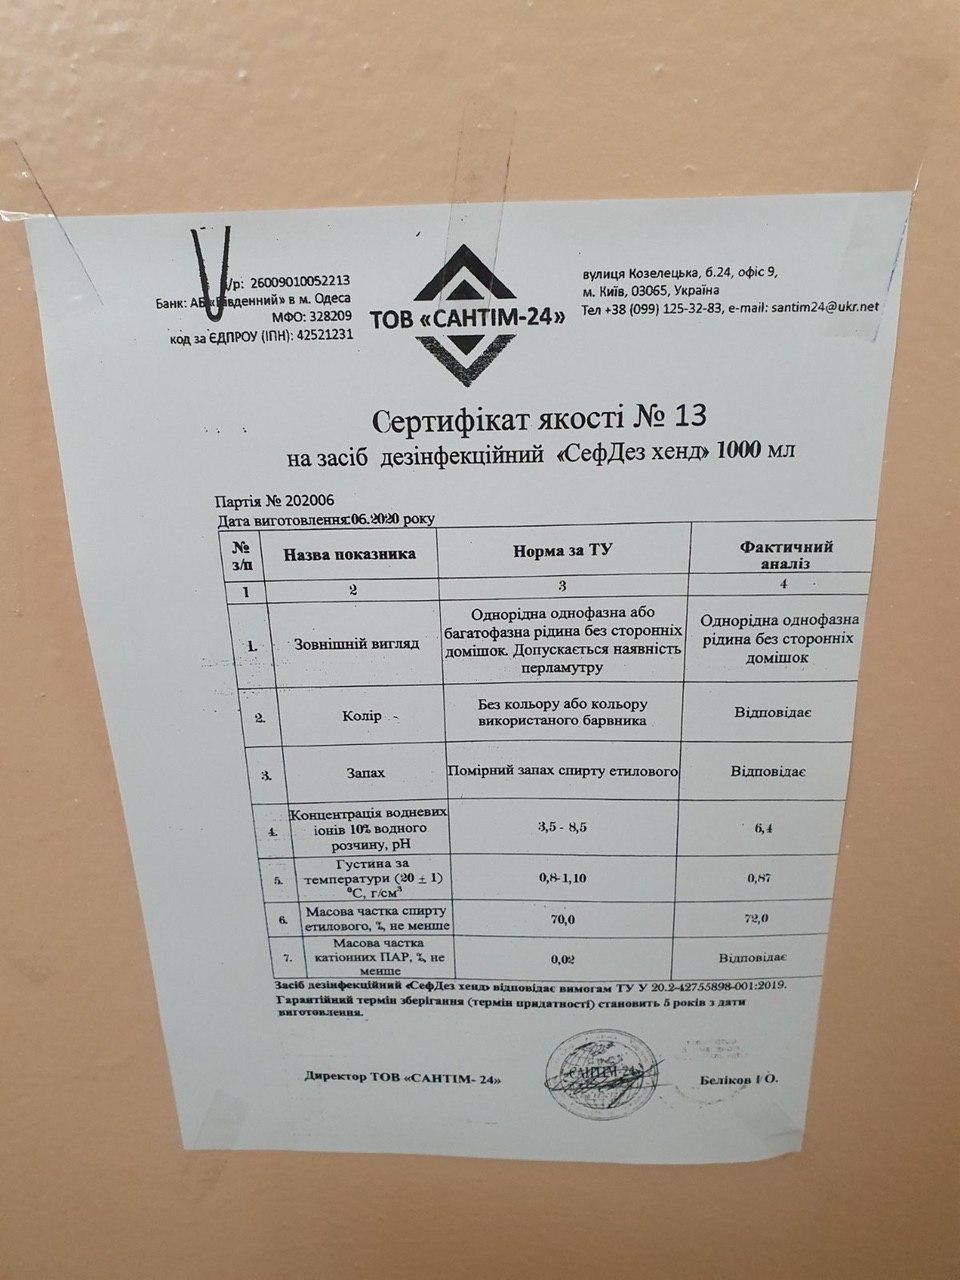 р/р: 26009010052213
Банк: АБ «Південний» в м. Одеса
МФО: 328209
код за ЄДПРОУ (ІПН): 42521231
ТОВ «САНТІМ-24»
вулиця Козелецька, б.24, офіс 9,
м. Київ, 03065, Україна
Тел +38 (099) 125-32-83, e-mail: santim24@ukr.net
Сертифікат якості № 13
на засіб дезінфекційний «СефДез хенд» 1000 мл
Партія № 202006
Дата виготовлення:06.2020 року
№ з/п | Назва показника | Норма за ТУ | Фактичний аналіз
1 | 2 | 3 | 4
1. | Зовнішній вигляд | Однорідна однофазна або багатофазна рідина без сторонніх домішок. Допускається наявність перламутру | Однорідна однофазна рідина без сторонніх домішок
2. | Колір | Без кольору або кольору використаного барвника | Відповідає
3. | Запах | Помірний запах спирту етилового | Відповідає
4. | Концентрація водневих іонів 10% водного розчину, pH | 3,5 - 8,5 | 6,4
5. | Густина за температури (20 ± 1) °С, г/см³ | 0,8-1,10 | 0,87
6. | Масова частка спирту етилового, %, не менше | 70,0 | 72,0
7. | Масова частка катіонних ПАР, %, не менше | 0,02 | Відповідає
Засіб дезінфекційний «СефДез хенд» відповідає вимогам ТУ У 20.2-42755898-001:2019.
Гарантійний термін зберігання (термін придатності) становить 5 років з дати
виготовлення.
Директор ТОВ «САНТІМ- 24»
«САНТІМ-24»
Беліков І О.